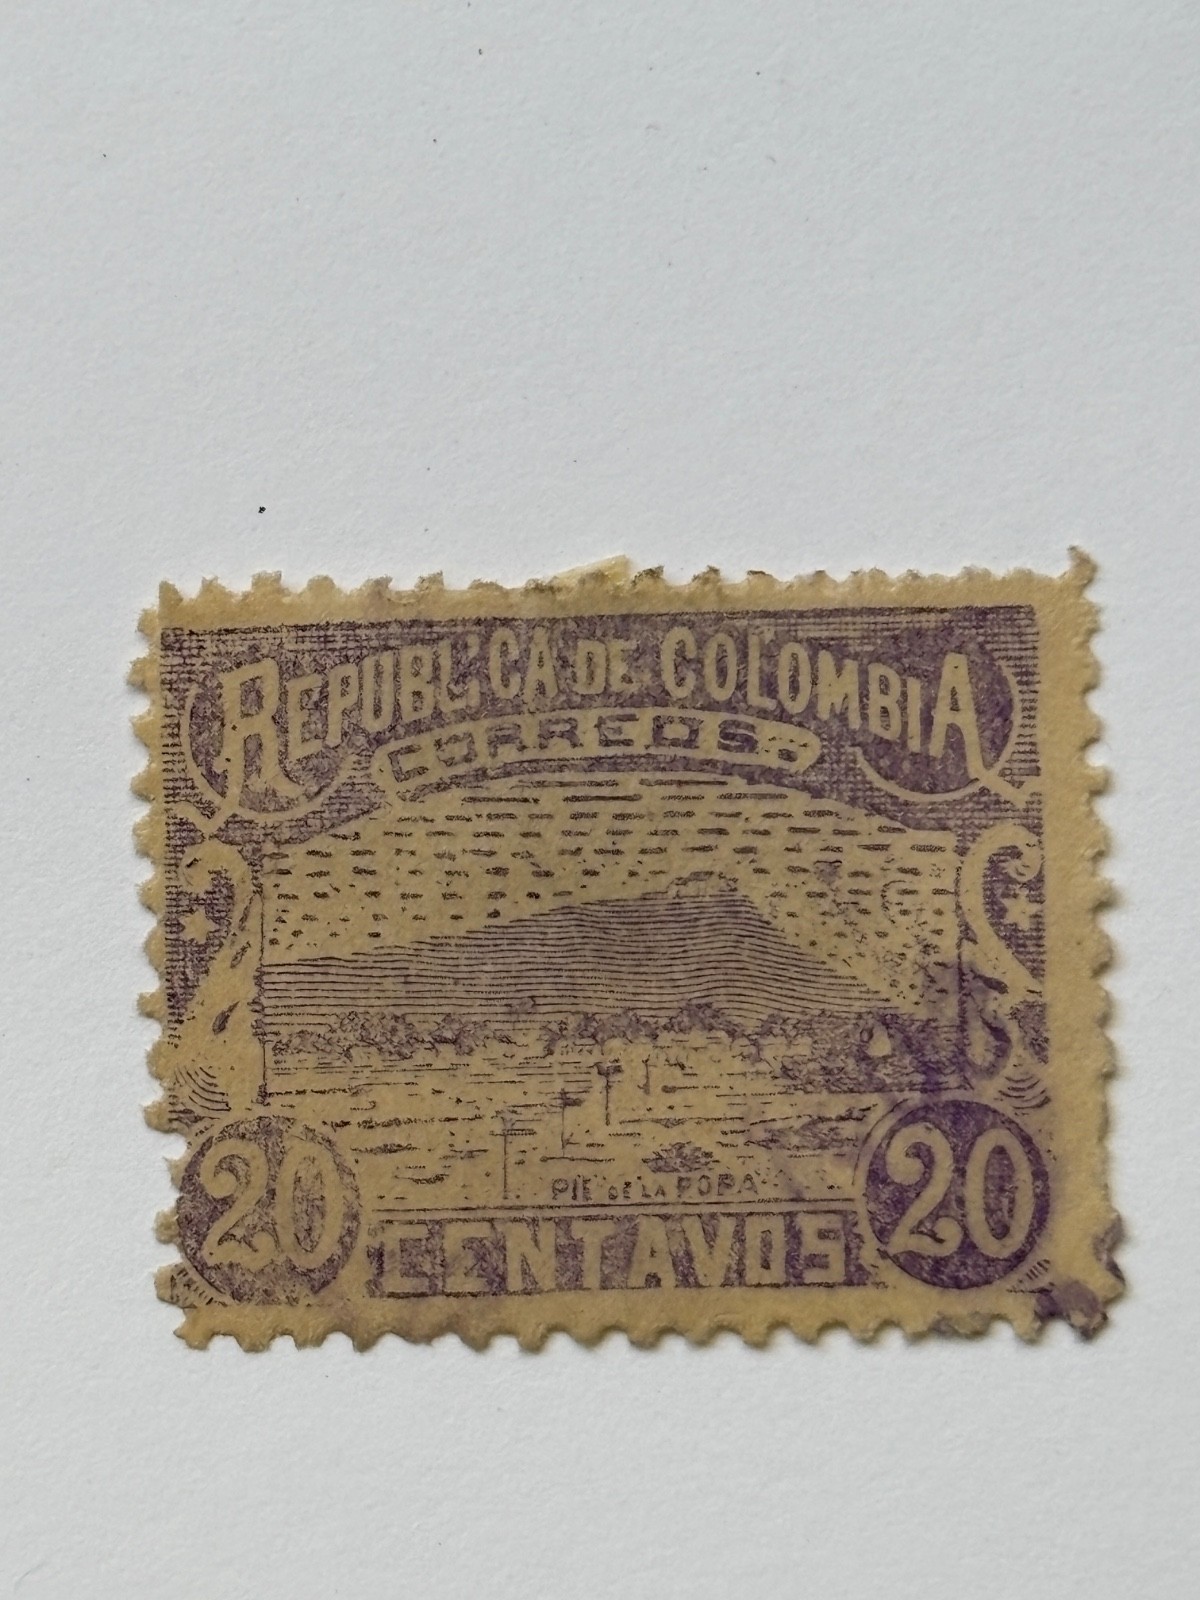 REPUBLICA DE COLOMBIA
CORREOS
PIE DE LA POPA
20 CENTAVOS 20